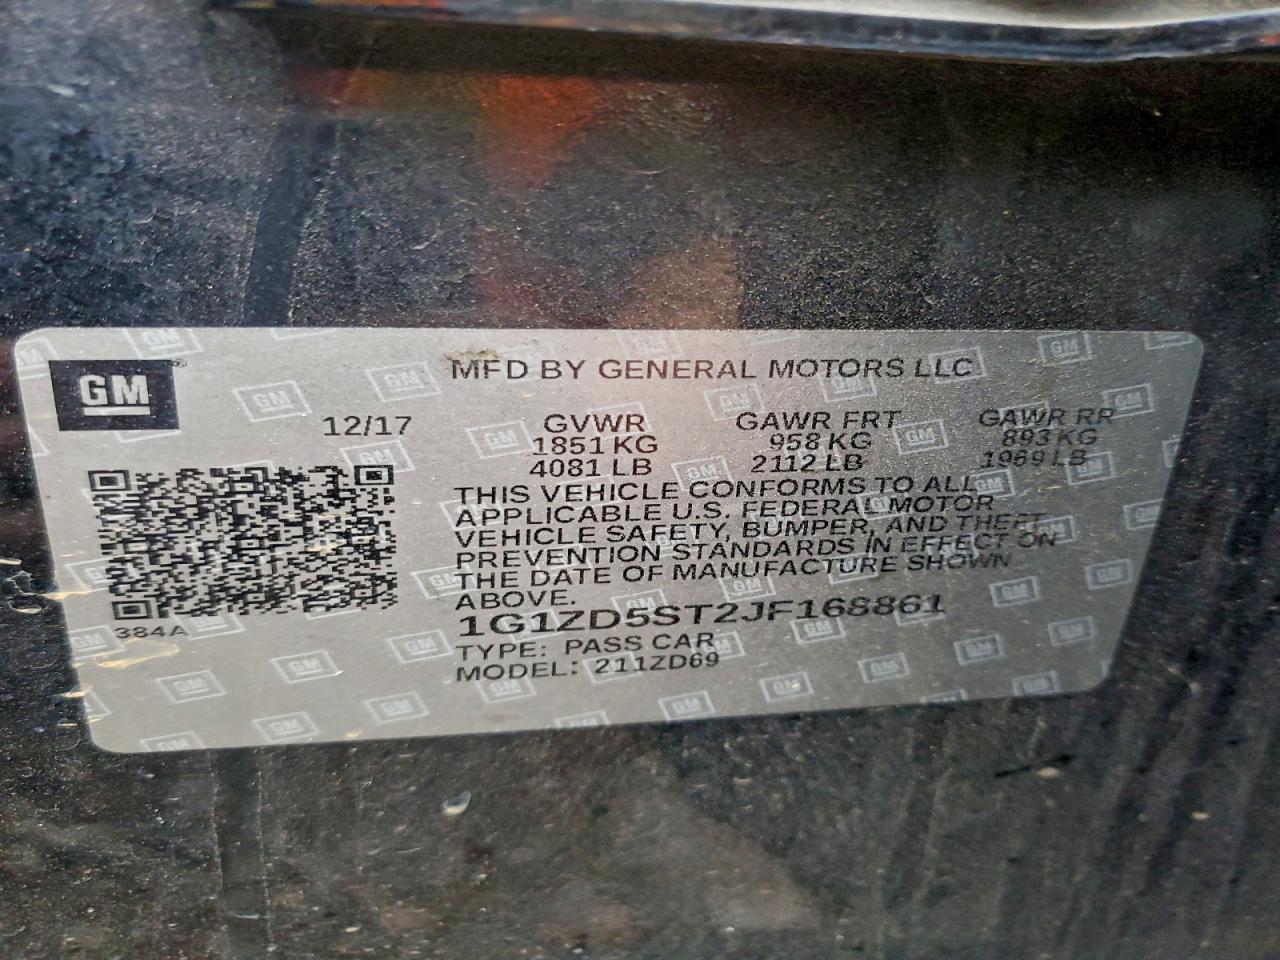 GM
MFD BY GENERAL MOTORS LLC
12/17 GVWR GAWR FRT GAWR RR
1851 KG 958 KG 893 KG
4081 LB 2112 LB 1969 LB
THIS VEHICLE CONFORMS TO ALL
APPLICABLE U.S. FEDERAL MOTOR
VEHICLE SAFETY, BUMPER, AND THEFT
PREVENTION STANDARDS IN EFFECT ON
THE DATE OF MANUFACTURE SHOWN
ABOVE.
384A
1G1ZD5ST2JF168861
TYPE: PASS CAR
MODEL: 211ZD69